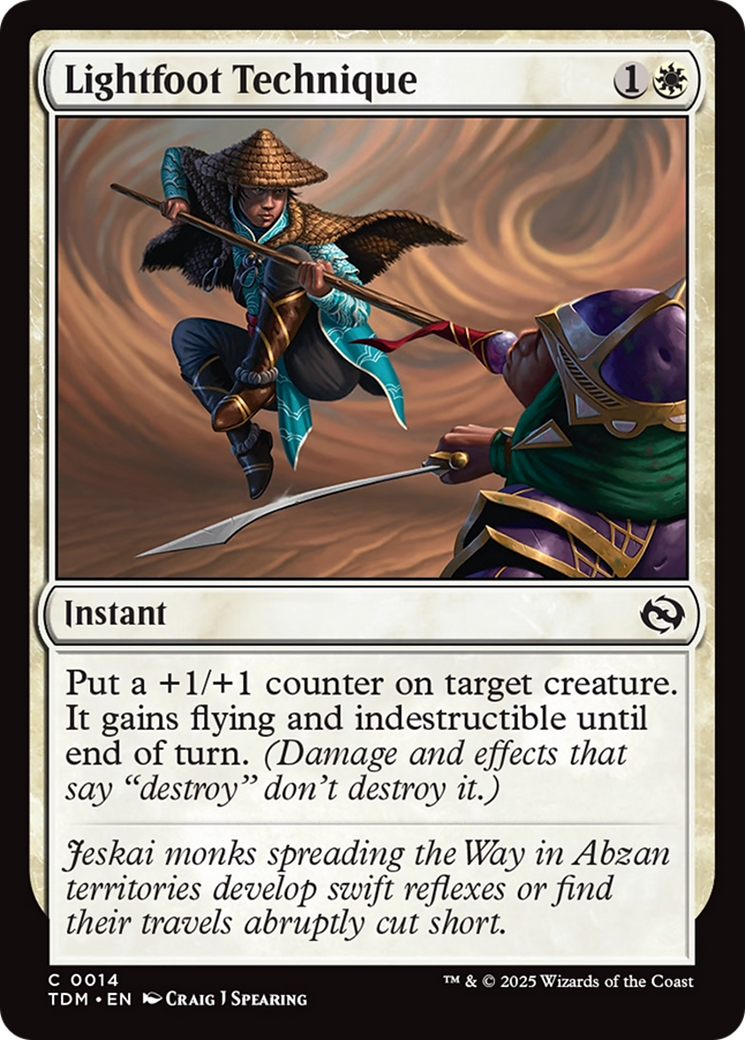 Lightfoot Technique 1
Instant
Put a +1/+1 counter on target creature.
It gains flying and indestructible until
end of turn. (Damage and effects that
say “destroy” don’t destroy it.)
Jeskai monks spreading the Way in Abzan
territories develop swift reflexes or find
their travels abruptly cut short.
C 0014 ™ & © 2025 Wizards of the Coast
TDM • EN Craig J Spearing